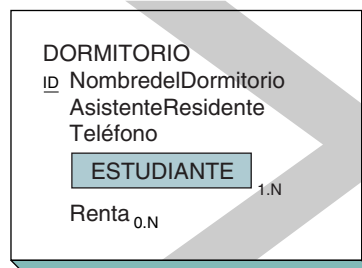 DORMITORIO
ID NombredelDormitorio
AsistenteResidente
Teléfono
ESTUDIANTE 1.N
Renta 0.N